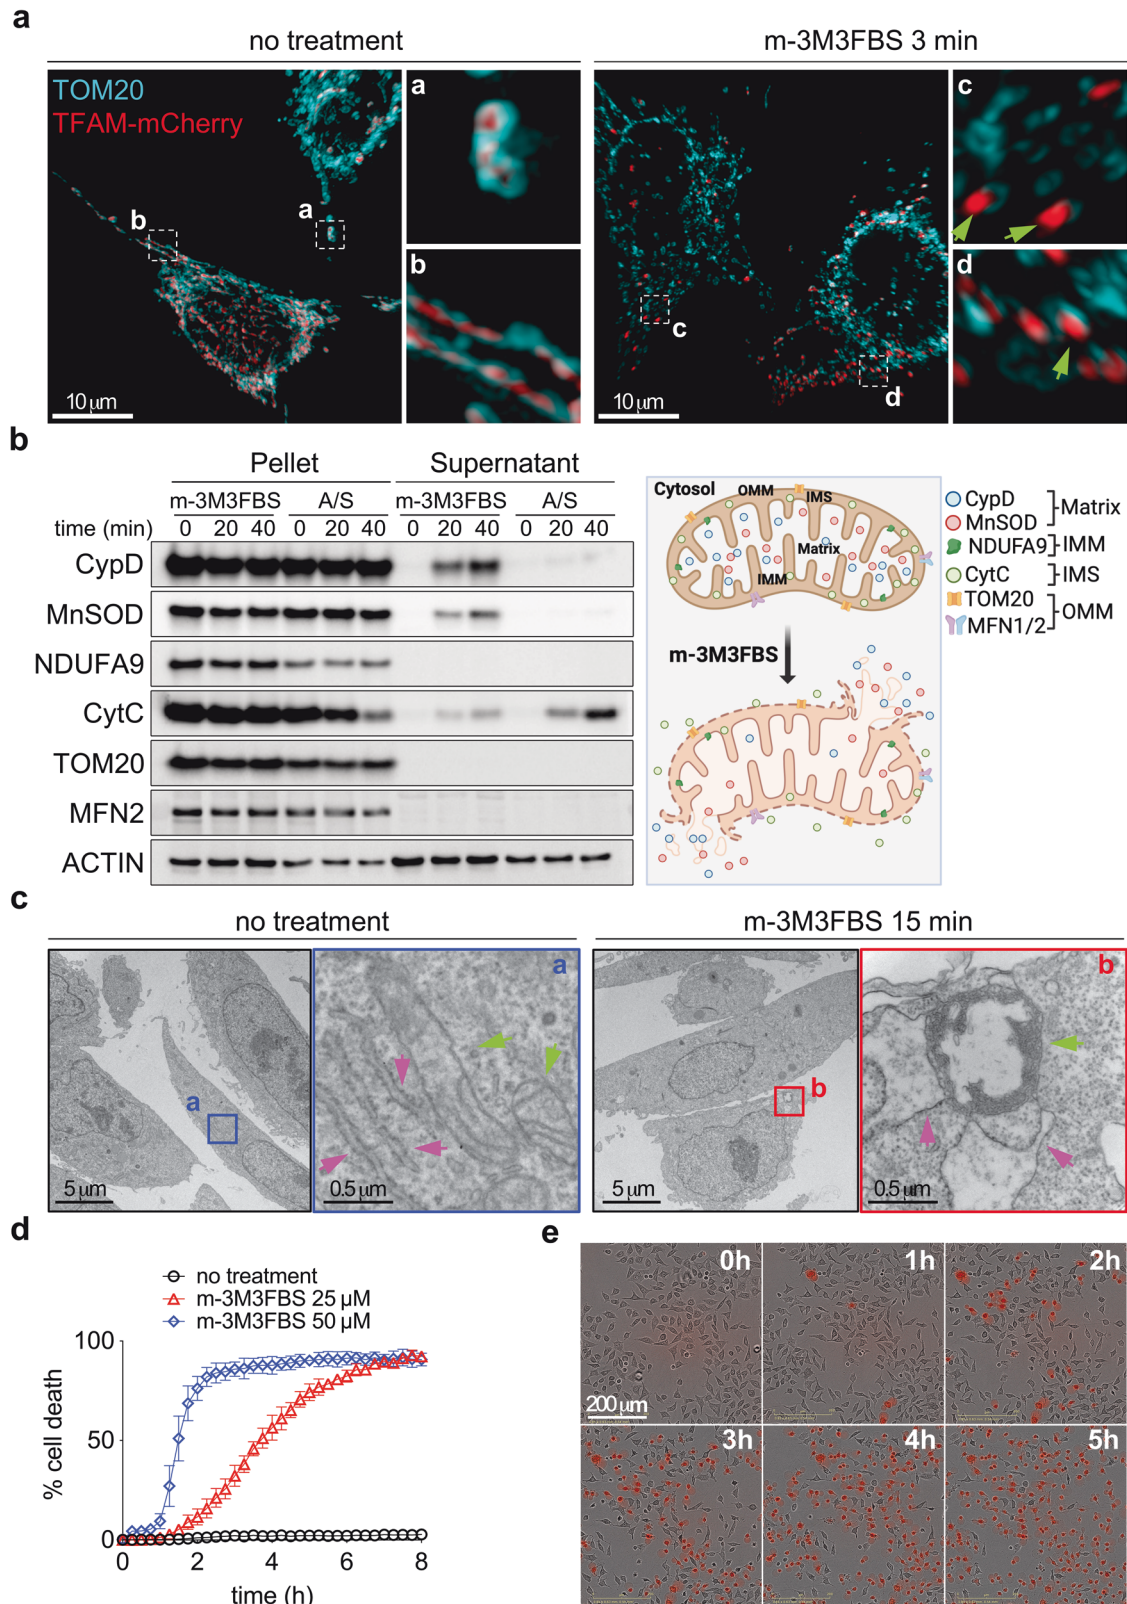 a
no treatment
m-3M3FBS 3 min
TOM20
TFAM-mCherry
a
b
a
b
10 µm
c
d
c
d
10 µm
b
Pellet
Supernatant
m-3M3FBS A/S m-3M3FBS A/S
time (min) 0 20 40 0 20 40 0 20 40 0 20 40
CypD
MnSOD
NDUFA9
CytC
TOM20
MFN2
ACTIN
Cytosol
OMM
IMS
Matrix
IMM
m-3M3FBS
CypD
MnSOD
Matrix
NDUFA9
IMM
CytC
IMS
TOM20
MFN1/2
OMM
c
no treatment
m-3M3FBS 15 min
a
5 µm
a
0.5 µm
b
5 µm
b
0.5 µm
d
no treatment
m-3M3FBS 25 µM
m-3M3FBS 50 µM
% cell death
100
50
0
0 2 4 6 8
time (h)
e
0h
1h
2h
200 µm
3h
4h
5h